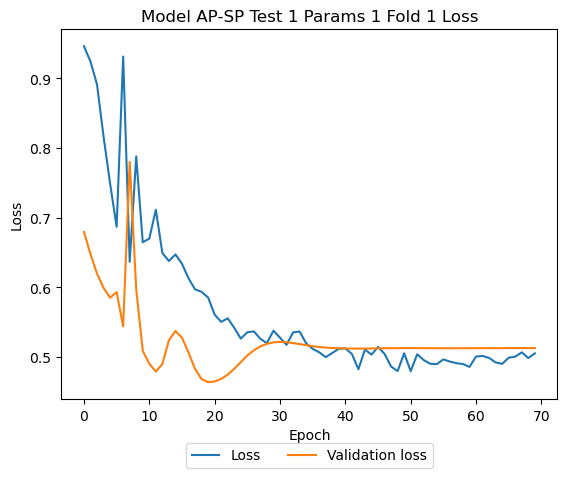 Model AP-SP Test 1 Params 1 Fold 1 Loss
Loss
0.9
0.8
0.7
0.6
0.5
0 10 20 30 40 50 60 70
Epoch
Loss Validation loss